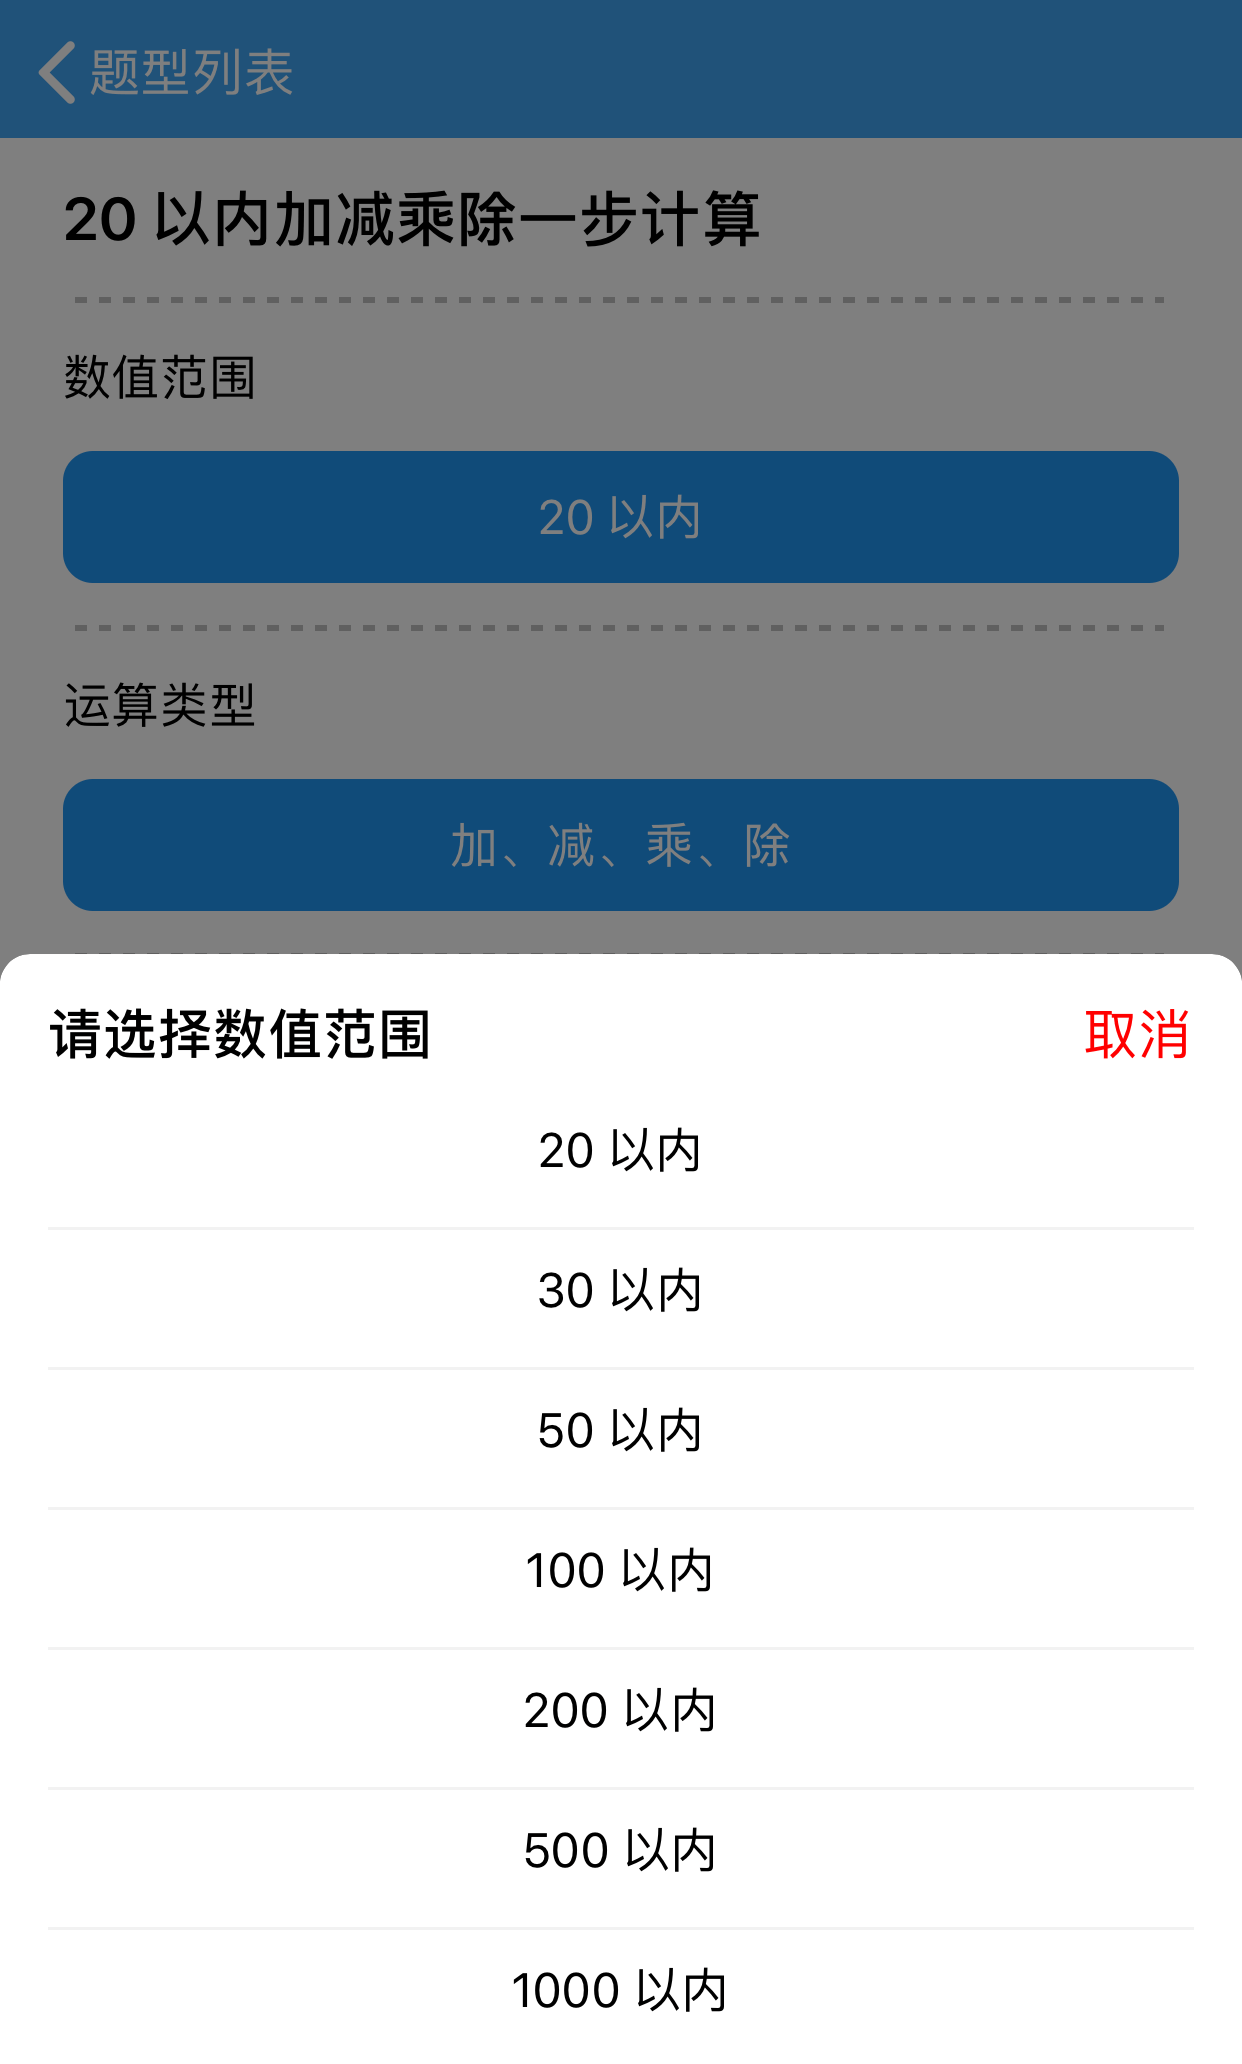 题型列表
20 以内加减乘除一步计算
数值范围
20 以内
运算类型
加、减、乘、除
请选择数值范围 取消
20 以内
30 以内
50 以内
100 以内
200 以内
500 以内
1000 以内